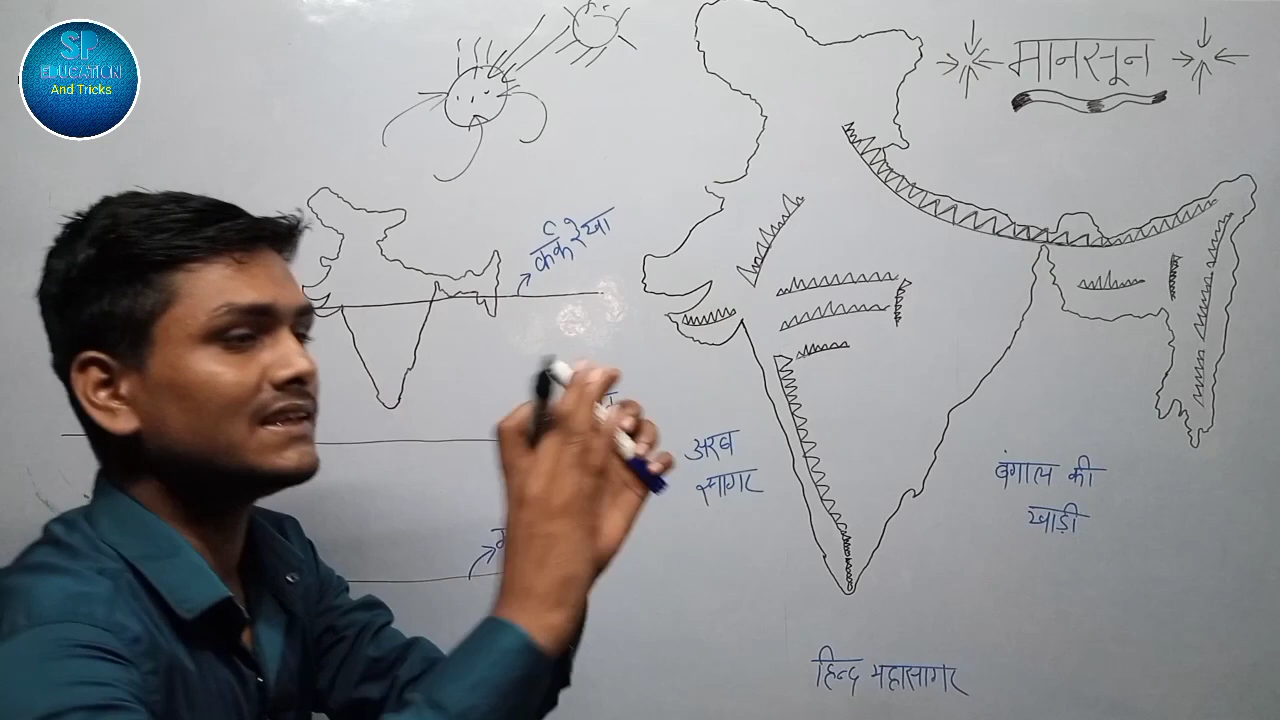 SP
EDUCATION
And Tricks
मानसून
कर्क रेखा
अरब
सागर
बंगाल की
खाड़ी
हिन्द महासागर